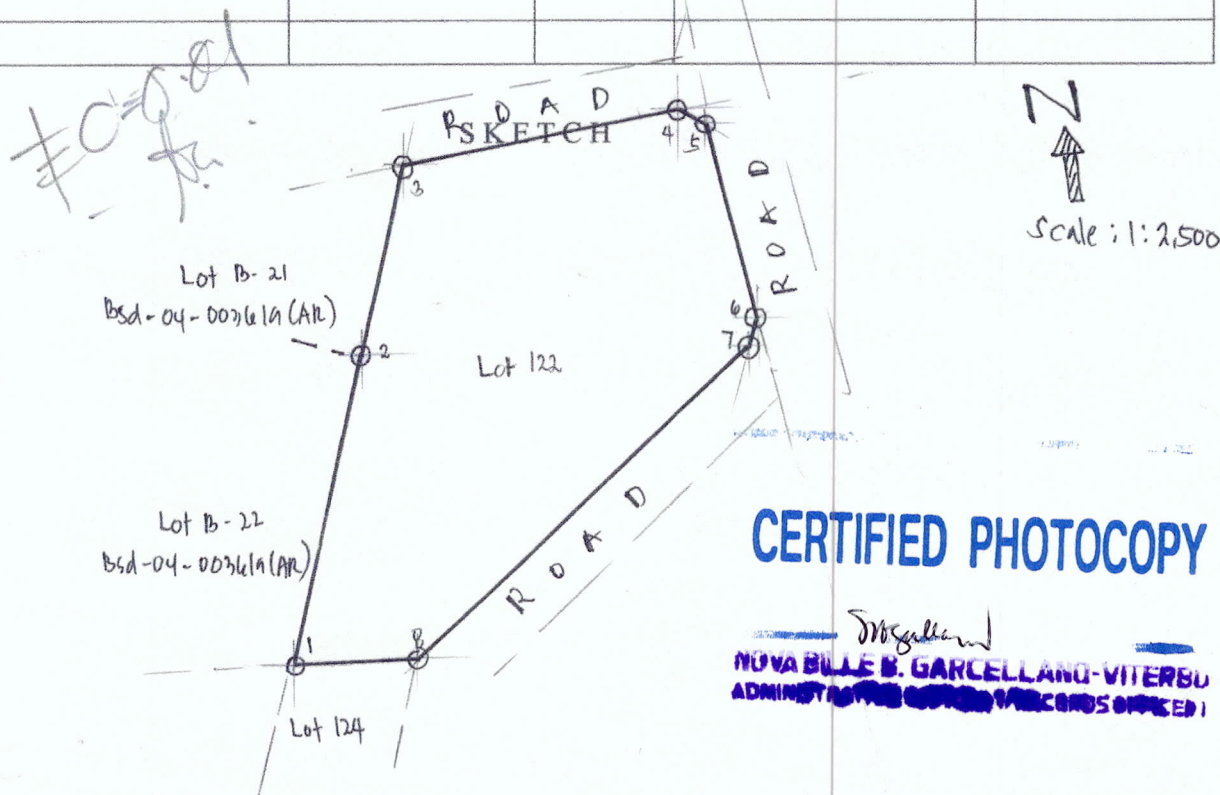 ROAD
SKETCH
N
Scale : 1:2,500
4
5
3
ROAD
Lot B-21
Bsd-04-003619(AR)
6
7
2
Lot 122
Lot B-22
Bsd-04-003619(AR)
ROAD
CERTIFIED PHOTOCOPY
1
8
NOVA BILLE B. GARCELLANO-VITERBO
Lot 124